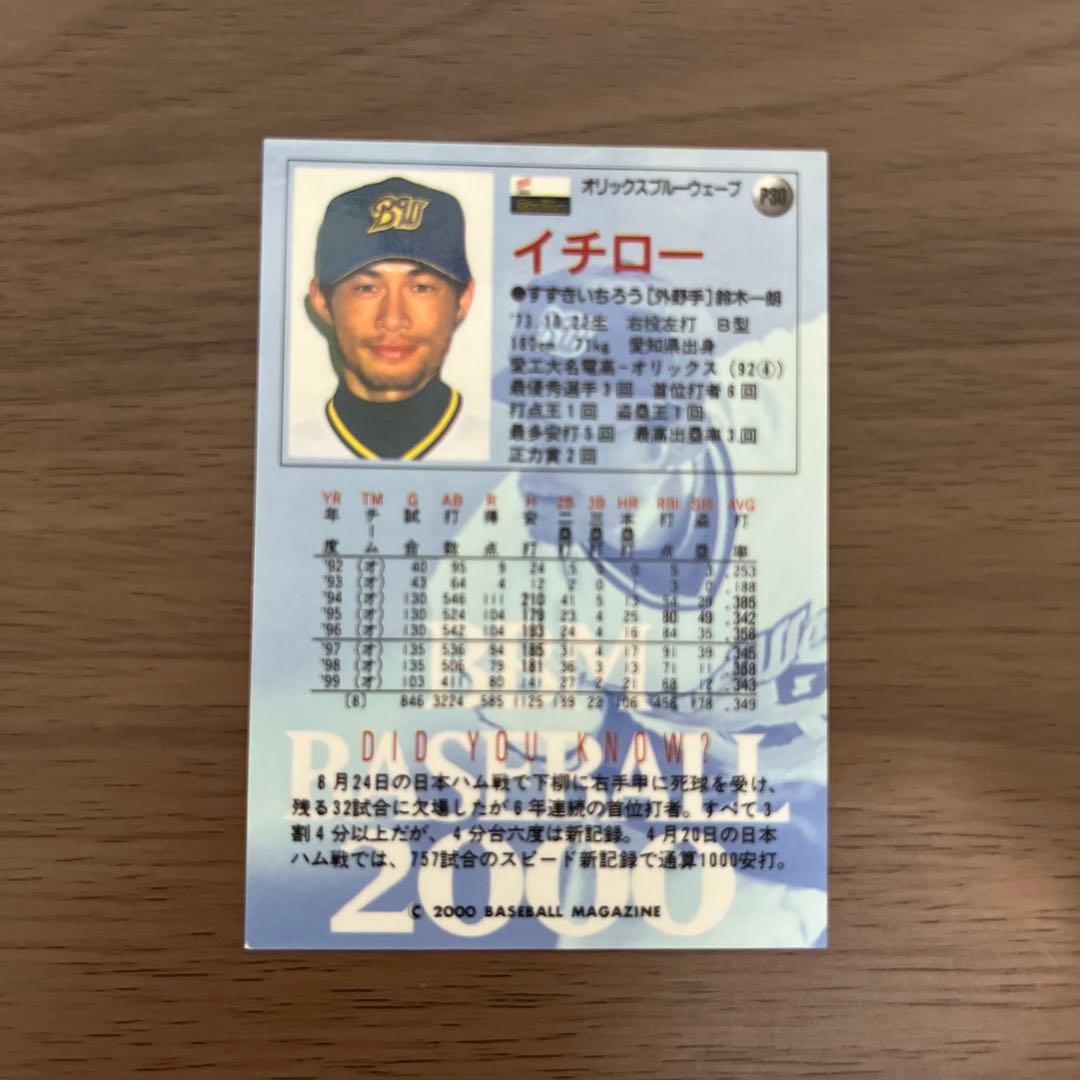 BW
オリックスブルーウェーブ
P30
イチロー
●すずきいちろう［外野手］鈴木一朗
'73.10.22生 右投左打 B型
180cm 71kg 愛知県出身
愛工大名電高－オリックス（92④）
最優秀選手3回 首位打者6回
打点王1回 盗塁王1回
最多安打5回 最高出塁率3回
正力賞2回
YR TM G AB R H 2B 3B HR RBI SB AVG
年度 チーム 試合 打数 得点 安打 二塁打 三塁打 本塁打 打点 盗塁 打率
'92 (オ) 40 95 9 24 5 0 0 5 3 .253
'93 (オ) 43 64 4 12 2 0 1 3 0 .188
'94 (オ) 130 546 111 210 41 5 13 54 29 .385
'95 (オ) 130 524 104 179 23 4 25 80 49 .342
'96 (オ) 130 542 104 193 24 4 16 84 35 .356
'97 (オ) 135 536 94 185 31 4 17 91 39 .345
'98 (オ) 135 506 79 181 36 3 13 71 11 .358
'99 (オ) 103 411 80 141 27 2 21 68 12 .343
[8] 846 3224 585 1125 189 22 106 456 178 .349
BBM
BASEBALL
2000
DID YOU KNOW?
8月24日の日本ハム戦で下柳に右手甲に死球を受け、
残る32試合に欠場したが6年連続の首位打者。すべて3
割4分以上だが、4分台六度は新記録。4月20日の日本
ハム戦では、757試合のスピード新記録で通算1000安打。
© 2000 BASEBALL MAGAZINE